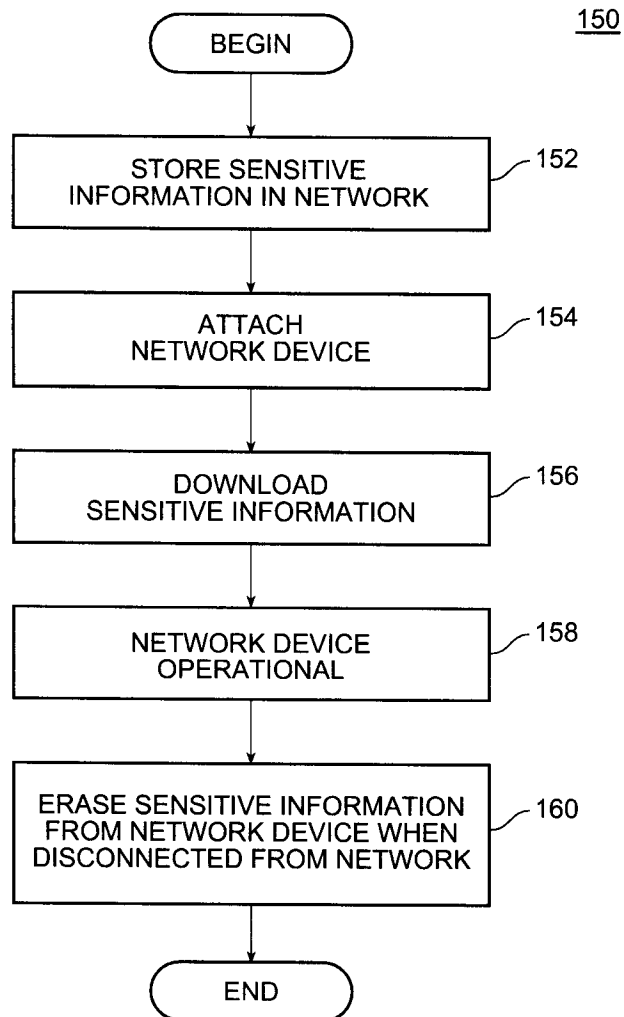 150
BEGIN
STORE SENSITIVE
INFORMATION IN NETWORK
152
ATTACH
NETWORK DEVICE
154
DOWNLOAD
SENSITIVE INFORMATION
156
NETWORK DEVICE
OPERATIONAL
158
ERASE SENSITIVE INFORMATION
FROM NETWORK DEVICE WHEN
DISCONNECTED FROM NETWORK
160
END